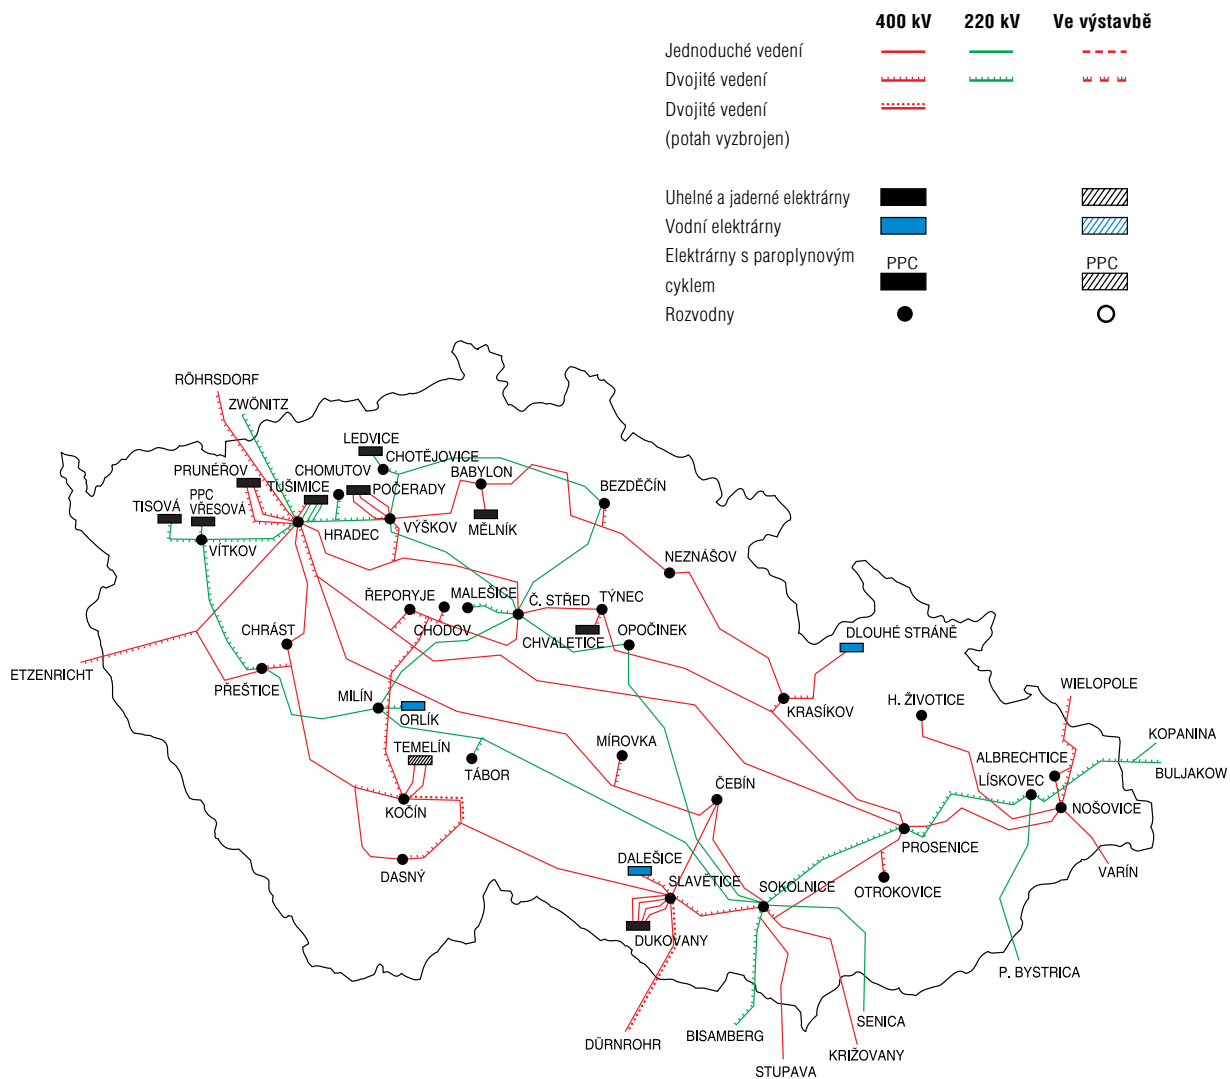 400 kV 220 kV Ve výstavbě
Jednoduché vedení
Dvojité vedení
Dvojité vedení
(potah vyzbrojen)
Uhelné a jaderné elektrárny
Vodní elektrárny
Elektrárny s paroplynovým
cyklem
PPC PPC
Rozvodny
RÖHRSDORF
ZWÖNITZ
LEDVICE
CHOTĚJOVICE
PRUNÉŘOV
TUŠIMICE
CHOMUTOV
POČERADY
BABYLON
BEZDĚČÍN
TISOVÁ
PPC
VŘESOVÁ
VÍTKOV
HRADEC
VÝŠKOV
MĚLNÍK
NEZNÁŠOV
ŘEPORYJE
MALEŠICE
Č. STŘED
TÝNEC
CHODOV
CHVALETICE
OPOČINEK
DLOUHÉ STRÁNĚ
CHRÁST
ETZENRICHT
PŘEŠTICE
MILÍN
ORLÍK
KRASÍKOV
H. ŽIVOTICE
WIELOPOLE
KOPANINA
ALBRECHTICE
LÍSKOVEC
BULJAKOW
TEMELÍN
TÁBOR
MÍROVKA
ČEBÍN
KOČÍN
NOŠOVICE
PROSENICE
DASNÝ
DALEŠICE
SLAVĚTICE
SOKOLNICE
OTROKOVICE
VARÍN
DUKOVANY
P. BYSTRICA
DÜRNROHR
BISAMBERG
SENICA
KRIŽOVANY
STUPAVA